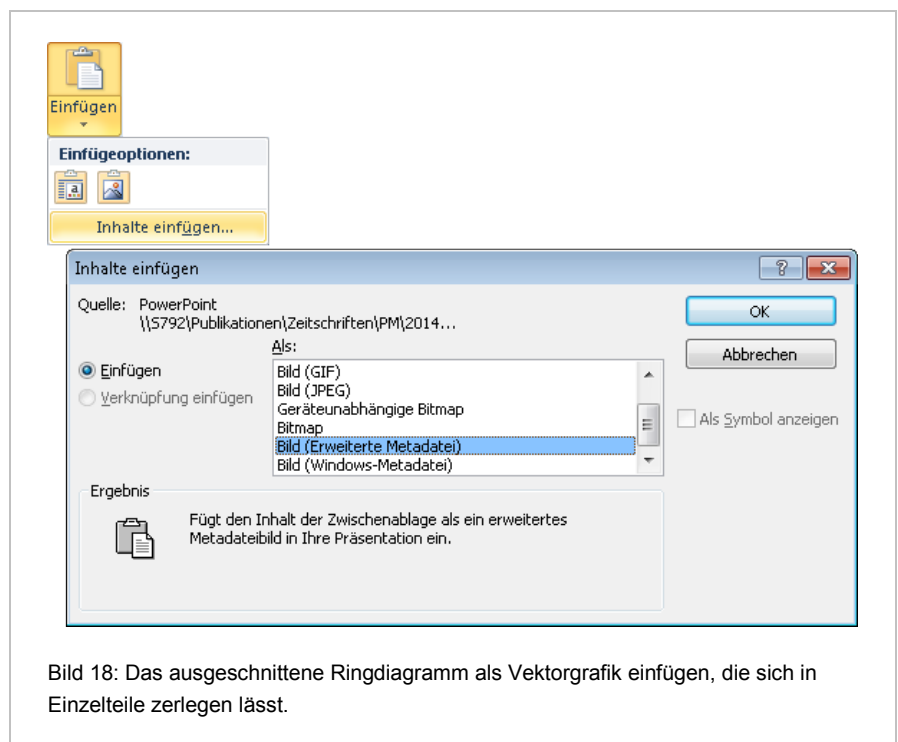 Einfügen
Einfügeoptionen:
a
Inhalte einfügen...
Inhalte einfügen
?
Quelle: PowerPoint
\\S792\Publikationen\Zeitschriften\PM\2014...
OK
Abbrechen
Als:
Einfügen
Verknüpfung einfügen
Bild (GIF)
Bild (JPEG)
Geräteunabhängige Bitmap
Bitmap
Bild (Erweiterte Metadatei)
Bild (Windows-Metadatei)
Als Symbol anzeigen
Ergebnis
Fügt den Inhalt der Zwischenablage als ein erweitertes
Metadateibild in Ihre Präsentation ein.
Bild 18: Das ausgeschnittene Ringdiagramm als Vektorgrafik einfügen, die sich in
Einzelteile zerlegen lässt.